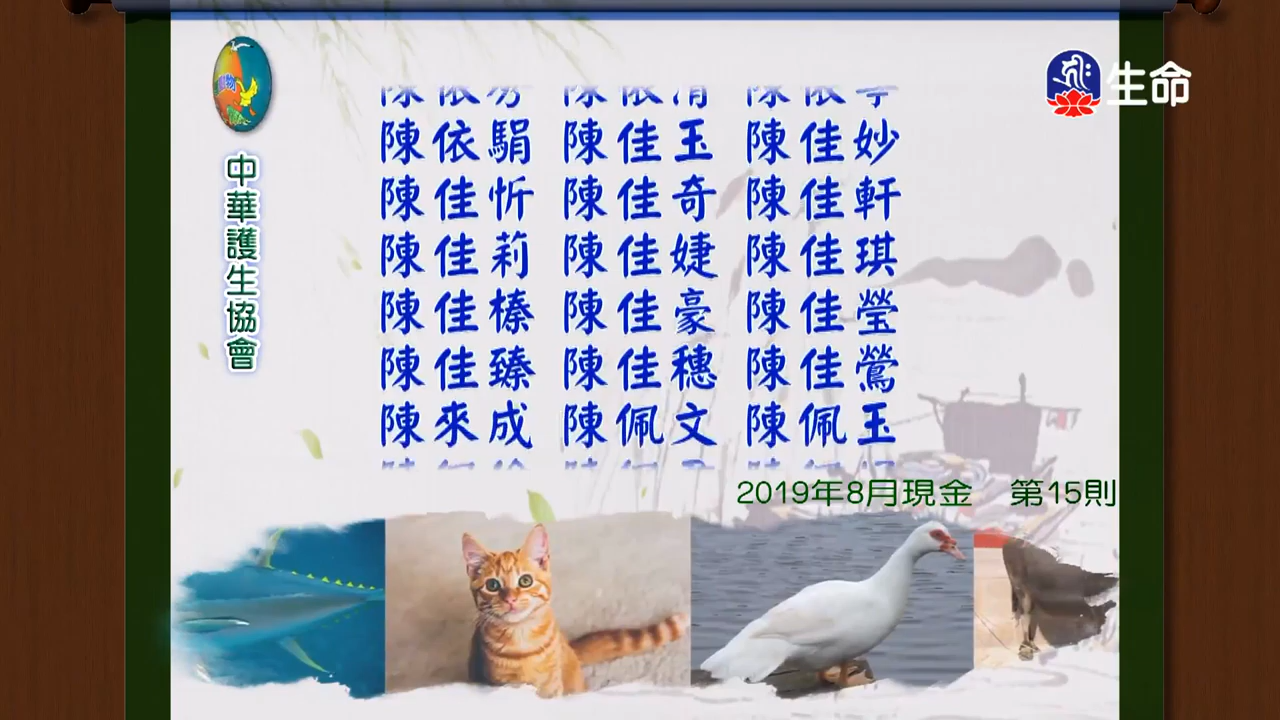 生命
中華護生協會
陳依騆 陳佳玉 陳佳妙
陳佳忻 陳佳奇 陳佳軒
陳佳莉 陳佳婕 陳佳琪
陳佳榛 陳佳豪 陳佳瑩
陳佳臻 陳佳穗 陳佳鶯
陳來成 陳佩文 陳佩玉
2019年8月現金 第15則